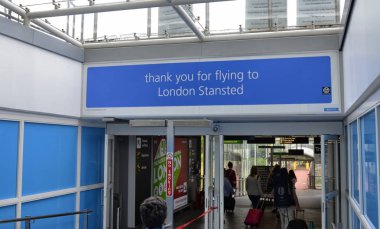 thank you for flying to
London Stansted